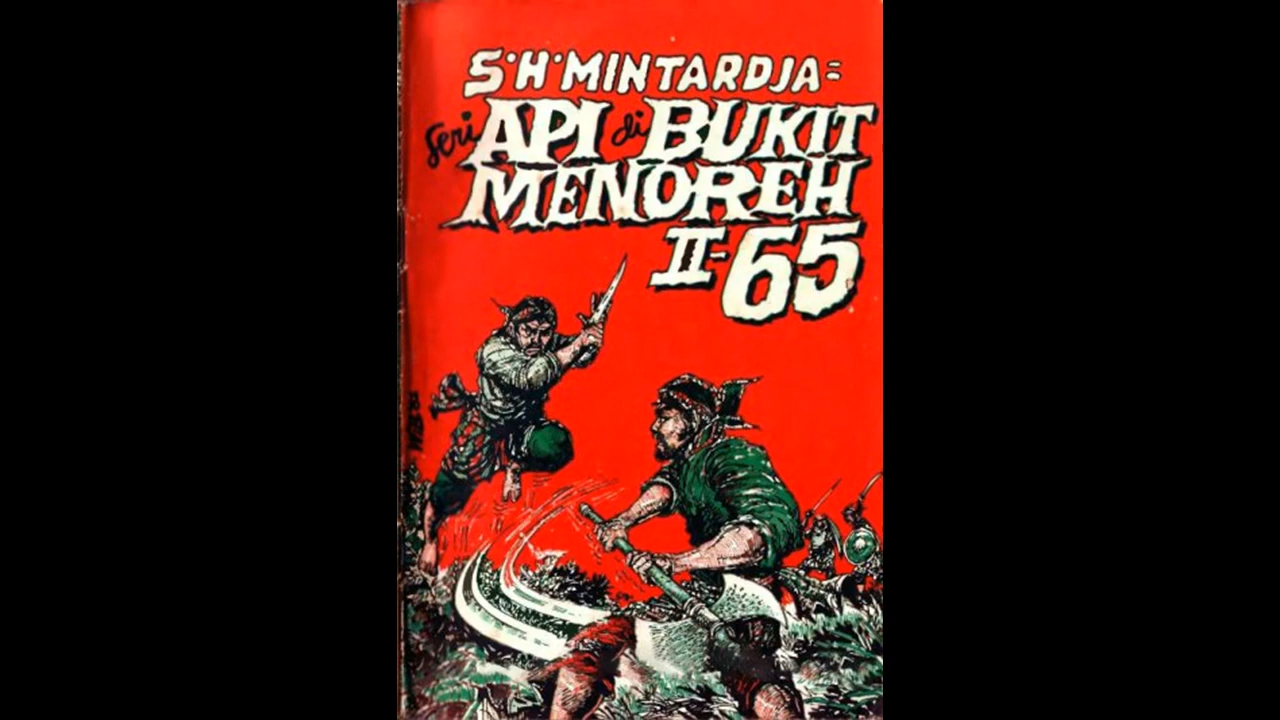 S·H·MINTARDJA=
Seri API di BUKIT
MENOREH
II-65